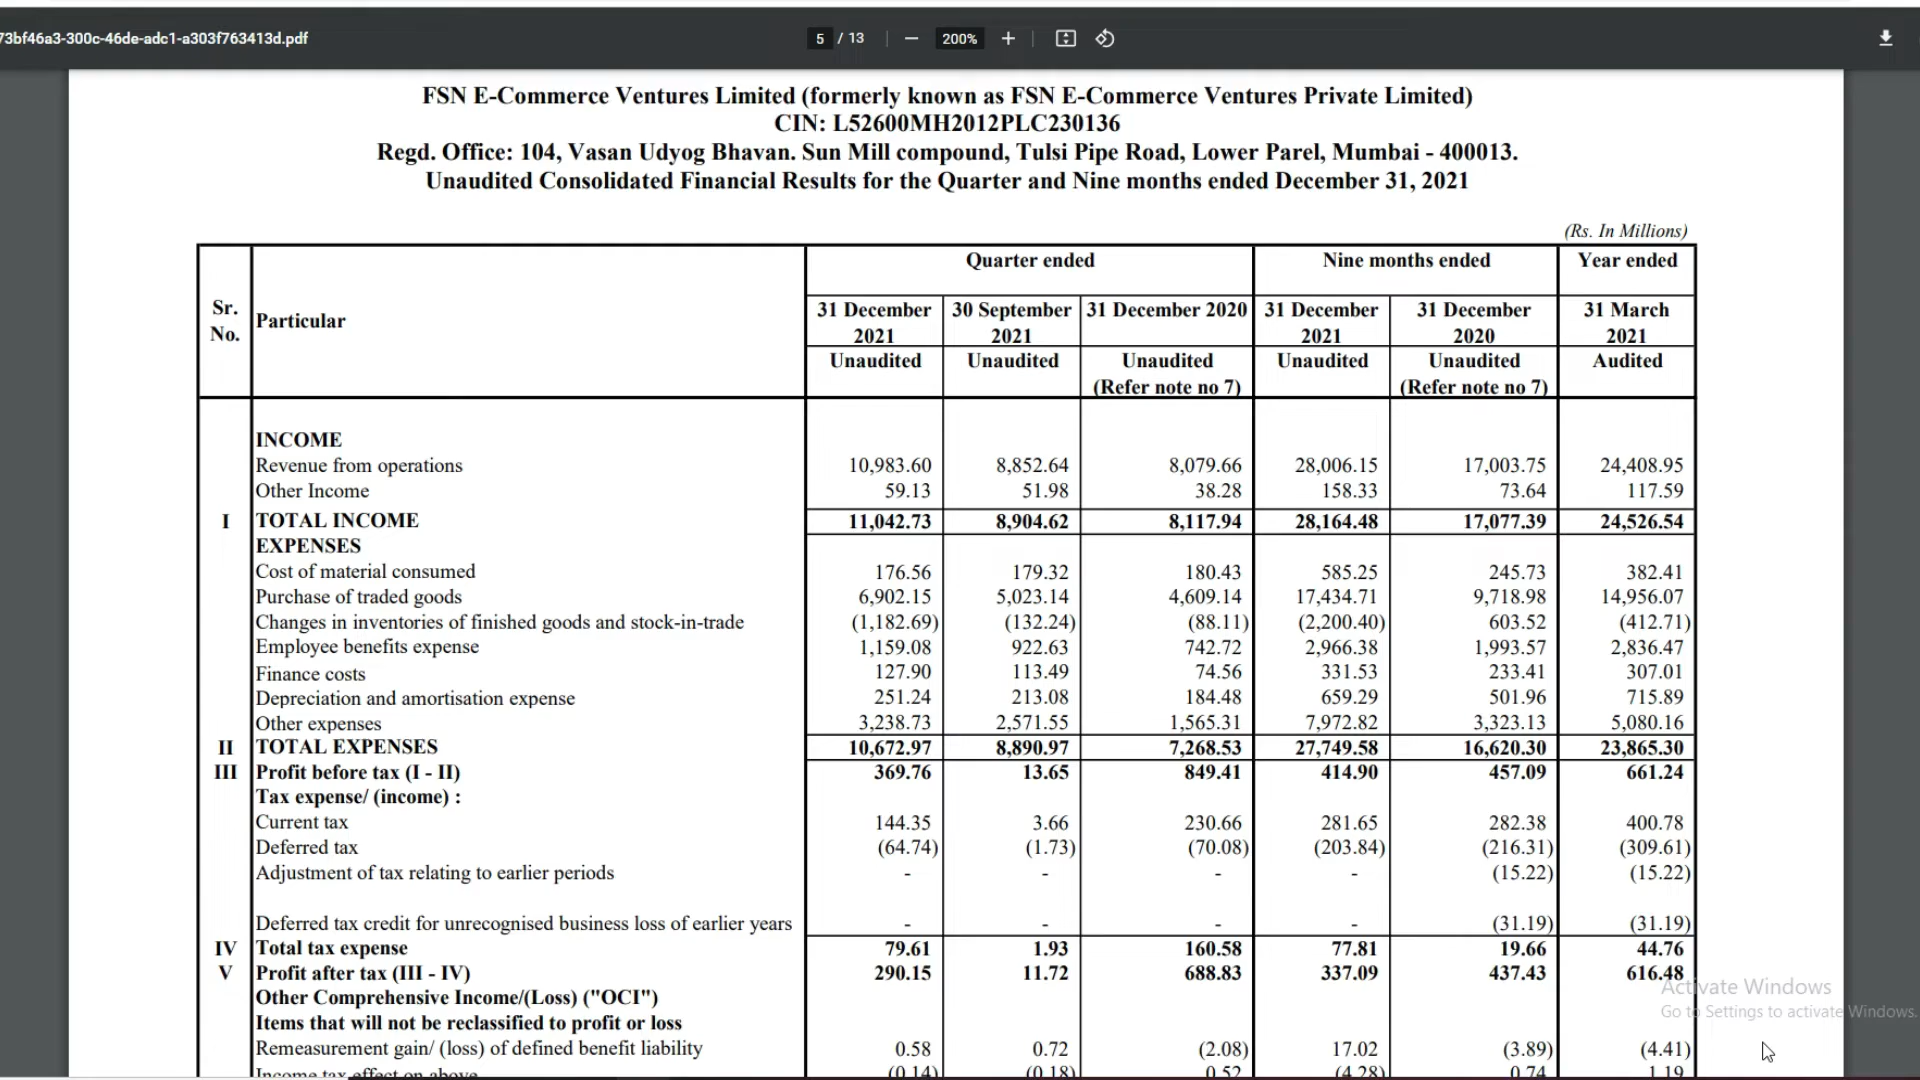 73bf46a3-300c-46de-adc1-a303f763413d.pdf 5 / 13 200%
FSN E-Commerce Ventures Limited (formerly known as FSN E-Commerce Ventures Private Limited)
CIN: L52600MH2012PLC230136
Regd. Office: 104, Vasan Udyog Bhavan. Sun Mill compound, Tulsi Pipe Road, Lower Parel, Mumbai - 400013.
Unaudited Consolidated Financial Results for the Quarter and Nine months ended December 31, 2021
(Rs. In Millions)
Sr. No. Particular Quarter ended Nine months ended Year ended
31 December 2021 30 September 2021 31 December 2020 31 December 2021 31 December 2020 31 March 2021
Unaudited Unaudited Unaudited (Refer note no 7) Unaudited Unaudited (Refer note no 7) Audited
INCOME
Revenue from operations 10,983.60 8,852.64 8,079.66 28,006.15 17,003.75 24,408.95
Other Income 59.13 51.98 38.28 158.33 73.64 117.59
I TOTAL INCOME 11,042.73 8,904.62 8,117.94 28,164.48 17,077.39 24,526.54
EXPENSES
Cost of material consumed 176.56 179.32 180.43 585.25 245.73 382.41
Purchase of traded goods 6,902.15 5,023.14 4,609.14 17,434.71 9,718.98 14,956.07
Changes in inventories of finished goods and stock-in-trade (1,182.69) (132.24) (88.11) (2,200.40) 603.52 (412.71)
Employee benefits expense 1,159.08 922.63 742.72 2,966.38 1,993.57 2,836.47
Finance costs 127.90 113.49 74.56 331.53 233.41 307.01
Depreciation and amortisation expense 251.24 213.08 184.48 659.29 501.96 715.89
Other expenses 3,238.73 2,571.55 1,565.31 7,972.82 3,323.13 5,080.16
II TOTAL EXPENSES 10,672.97 8,890.97 7,268.53 27,749.58 16,620.30 23,865.30
III Profit before tax (I - II) 369.76 13.65 849.41 414.90 457.09 661.24
Tax expense/ (income) :
Current tax 144.35 3.66 230.66 281.65 282.38 400.78
Deferred tax (64.74) (1.73) (70.08) (203.84) (216.31) (309.61)
Adjustment of tax relating to earlier periods - - - - (15.22) (15.22)
Deferred tax credit for unrecognised business loss of earlier years - - - - (31.19) (31.19)
IV Total tax expense 79.61 1.93 160.58 77.81 19.66 44.76
V Profit after tax (III - IV) 290.15 11.72 688.83 337.09 437.43 616.48
Other Comprehensive Income/(Loss) ("OCI")
Items that will not be reclassified to profit or loss
Remeasurement gain/ (loss) of defined benefit liability 0.58 0.72 (2.08) 17.02 (3.89) (4.41)
Income tax effect on above (0.14) (0.18) 0.52 (4.28) 0.74 1.19
Activate Windows
Go to Settings to activate Windows.